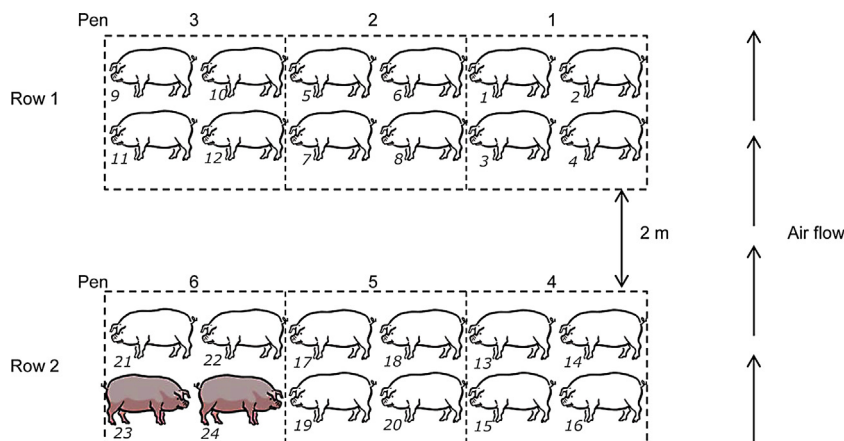 Pen 3 2 1
9 10 5 6 1 2
Row 1
11 12 7 8 3 4
2 m
Air flow
Pen 6 5 4
21 22 17 18 13 14
Row 2
23 24 19 20 15 16